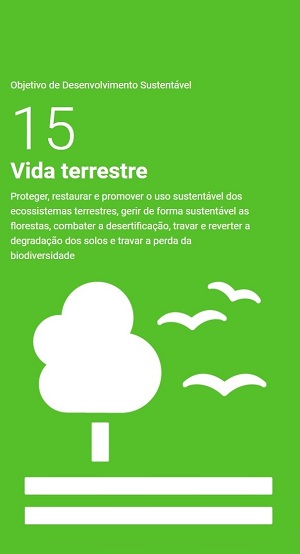 Objetivo de Desenvolvimento Sustentável
15
Vida terrestre
Proteger, restaurar e promover o uso sustentável dos
ecossistemas terrestres, gerir de forma sustentável as
florestas, combater a desertificação, travar e reverter a
degradação dos solos e travar a perda da
biodiversidade